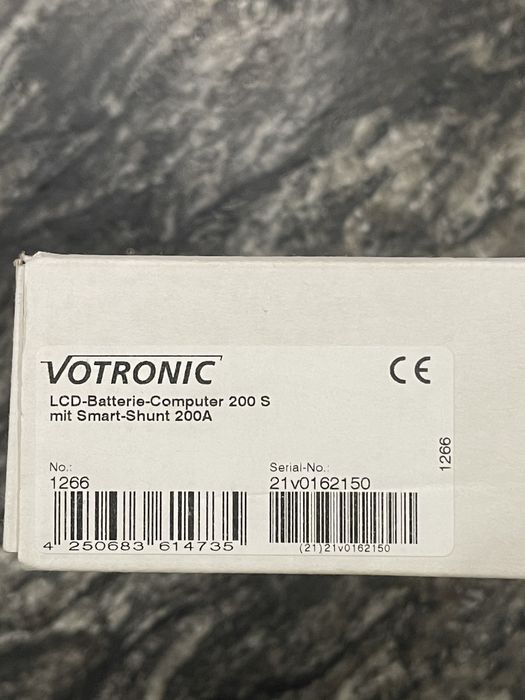 VOTRONIC
CE
LCD-Batterie-Computer 200 S
mit Smart-Shunt 200A
1266
No.:
1266
4 250683 614735
Serial-No.:
21v0162150
(21)21v0162150